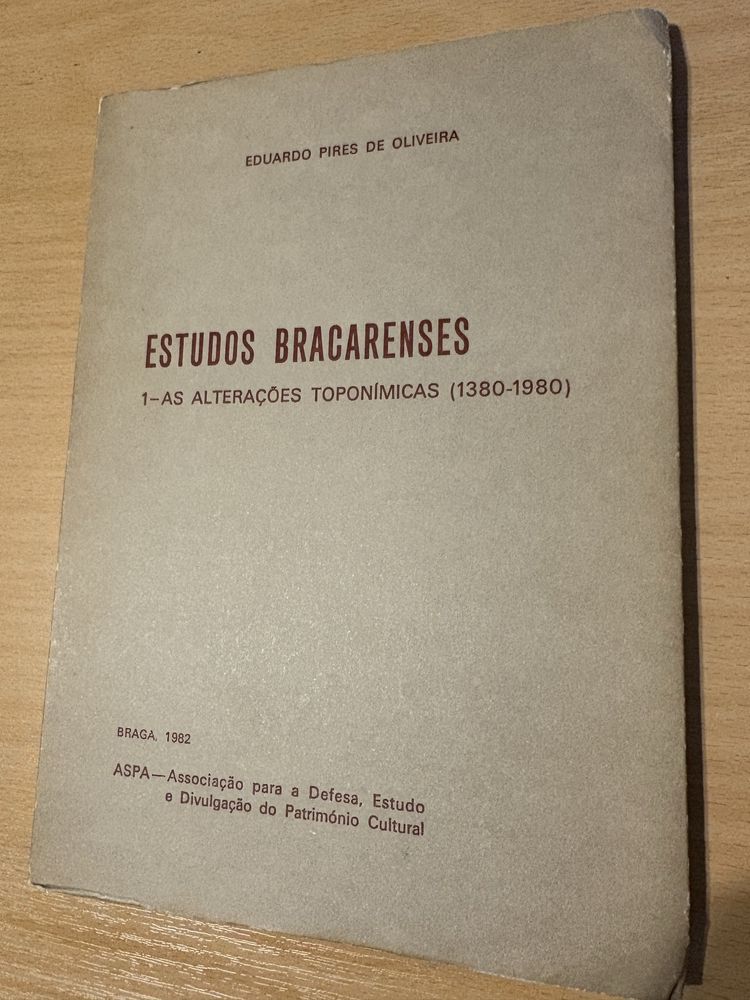 EDUARDO PIRES DE OLIVEIRA
ESTUDOS BRACARENSES
1-AS ALTERAÇÕES TOPONÍMICAS (1380-1980)
BRAGA, 1982
ASPA—Associação para a Defesa, Estudo
e Divulgação do Património Cultural